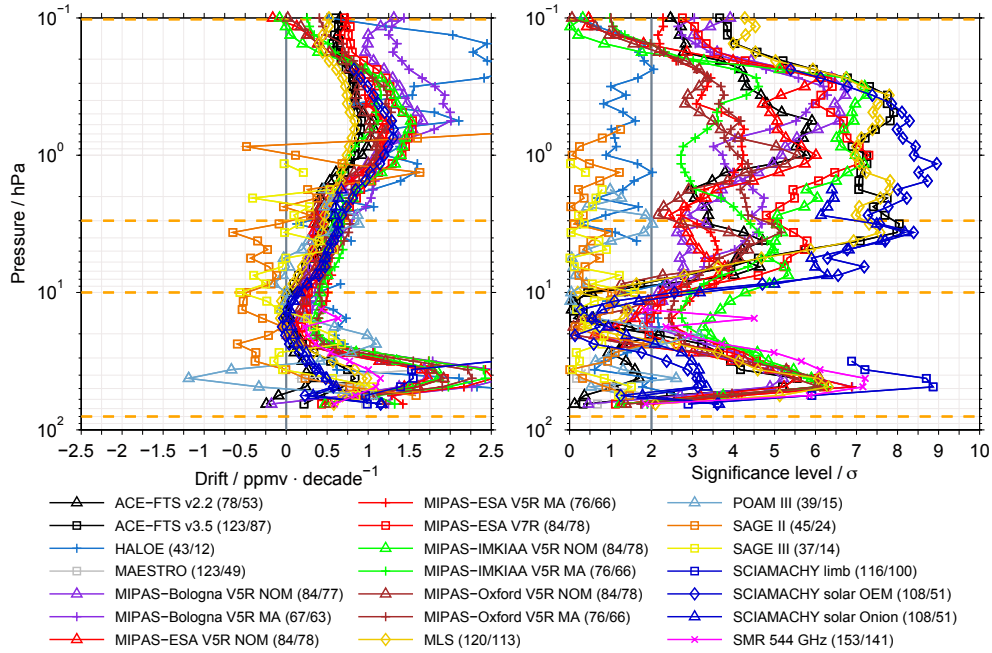 10⁻¹ 10⁻¹
10⁰ 10⁰
10¹ 10¹
10² 10²
Pressure / hPa
−2.5 −2 −1.5 −1 −0.5 0 0.5 1 1.5 2 2.5 0 1 2 3 4 5 6 7 8 9 10
Drift / ppmv · decade⁻¹ Significance level / σ
ACE−FTS v2.2 (78/53) MIPAS−ESA V5R MA (76/66) POAM III (39/15)
ACE−FTS v3.5 (123/87) MIPAS−ESA V7R (84/78) SAGE II (45/24)
HALOE (43/12) MIPAS−IMKIAA V5R NOM (84/78) SAGE III (37/14)
MAESTRO (123/49) MIPAS−IMKIAA V5R MA (76/66) SCIAMACHY limb (116/100)
MIPAS−Bologna V5R NOM (84/77) MIPAS−Oxford V5R NOM (84/78) SCIAMACHY solar OEM (108/51)
MIPAS−Bologna V5R MA (67/63) MIPAS−Oxford V5R MA (76/66) SCIAMACHY solar Onion (108/51)
MIPAS−ESA V5R NOM (84/78) MLS (120/113) SMR 544 GHz (153/141)